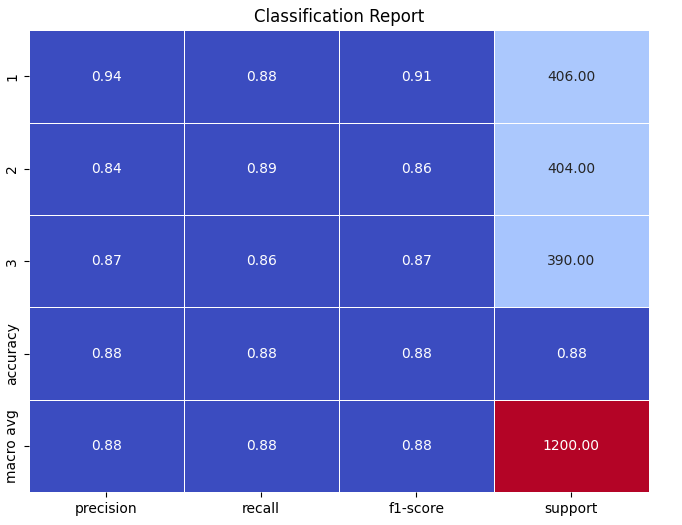 Classification Report
1 0.94 0.88 0.91 406.00
2 0.84 0.89 0.86 404.00
3 0.87 0.86 0.87 390.00
accuracy 0.88 0.88 0.88 0.88
macro avg 0.88 0.88 0.88 1200.00
precision recall f1-score support